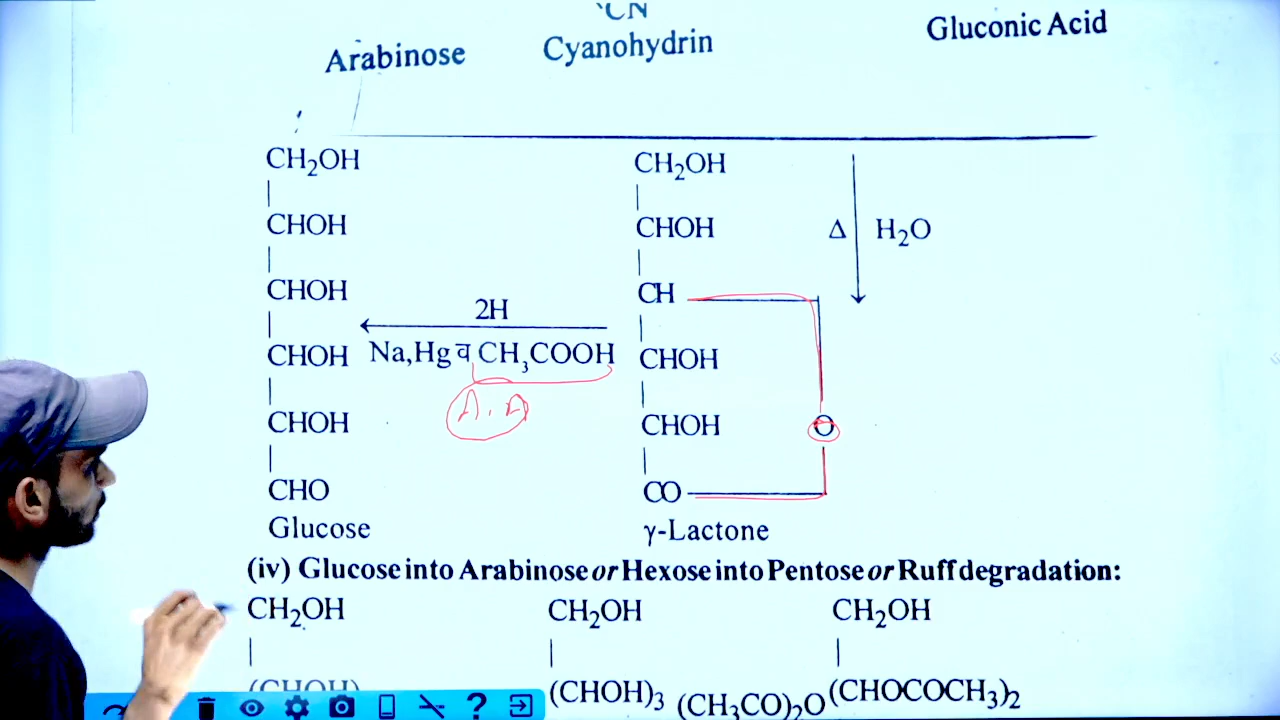 CN
Arabinose Cyanohydrin Gluconic Acid
CH₂OH CH₂OH
CHOH CHOH Δ H₂O
CHOH CH
2H
CHOH Na,Hg व CH₃COOH CHOH
A.A
CHOH CHOH O
CHO CO
Glucose γ-Lactone
(iv) Glucose into Arabinose or Hexose into Pentose or Ruff degradation:
CH₂OH CH₂OH CH₂OH
(CHOH) (CHOH)₃ (CH₃CO)₂O (CHOCOCH₃)₂